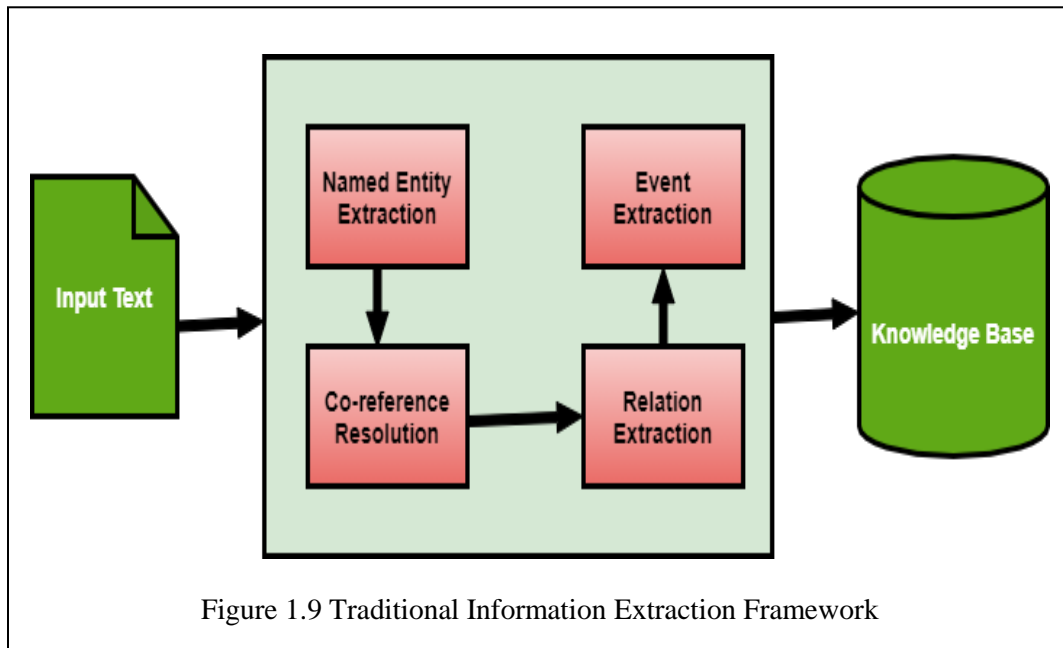 Input Text
Named Entity
Extraction
Co-reference
Resolution
Relation
Extraction
Event
Extraction
Knowledge Base
Figure 1.9 Traditional Information Extraction Framework